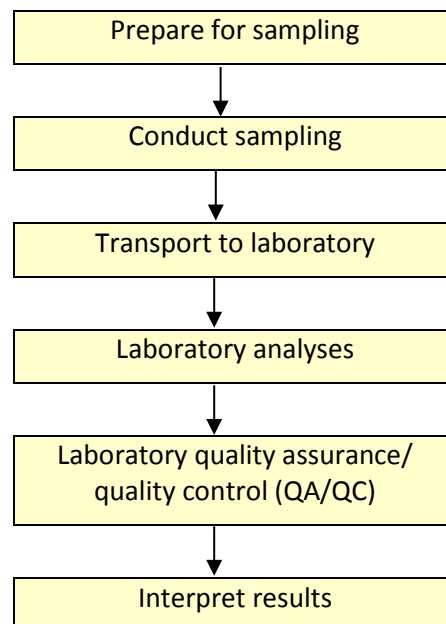 Prepare for sampling
Conduct sampling
Transport to laboratory
Laboratory analyses
Laboratory quality assurance/
quality control (QA/QC)
Interpret results